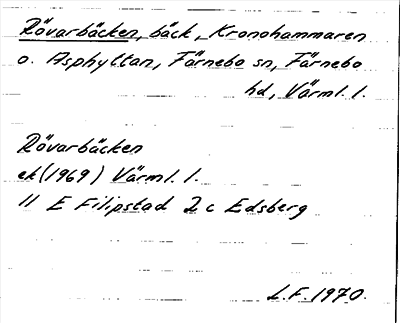 Rövarbäcken, bäck, Kronohammaren
o. Asphyttan, Färnebo sn, Färnebo
hd, Värml. l.
Rövarbäcken
ek (1969) Värml. l.
11 E Filipstad 2 c Edsberg
L.F. 1970.